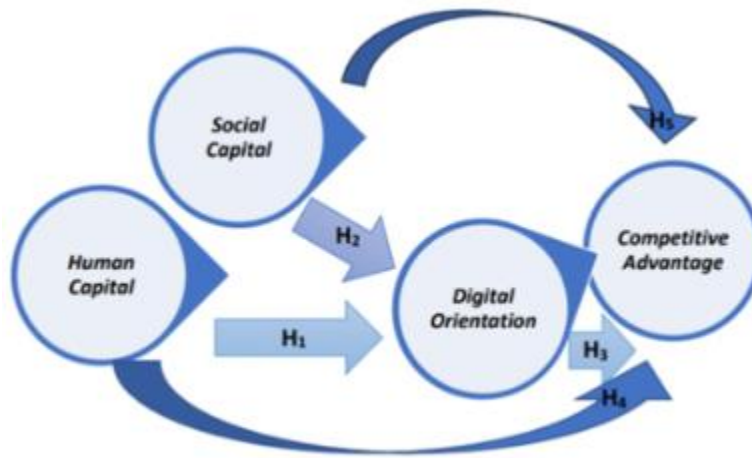 Social
Capital
H₅
Human
Capital
H₂
Competitive
Advantage
Digital
Orientation
H₁
H₃
H₄